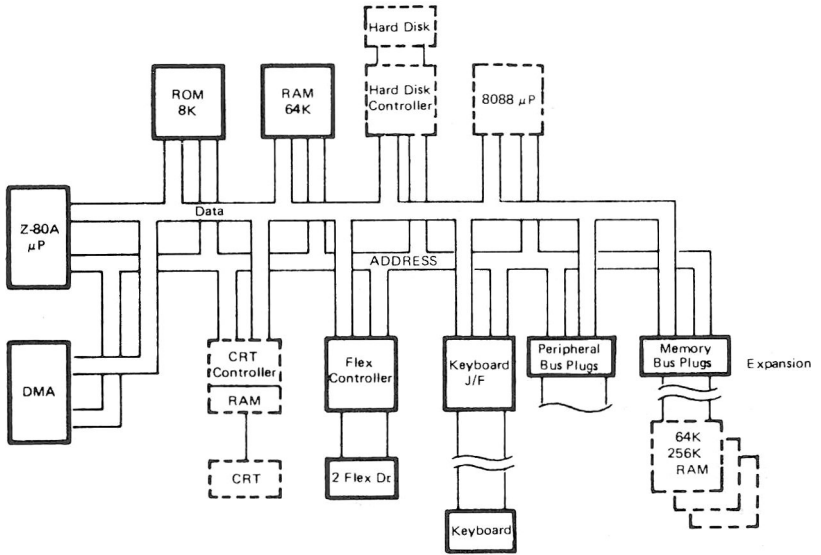 Hard Disk
ROM
8K
RAM
64K
Hard Disk
Controller
8088 μP
Z-80A
μP
Data
ADDRESS
DMA
CRT
Controller
RAM
CRT
Flex
Controller
2 Flex Dr.
Keyboard
J/F
Keyboard
Peripheral
Bus Plugs
Memory
Bus Plugs
Expansion
64K
256K
RAM